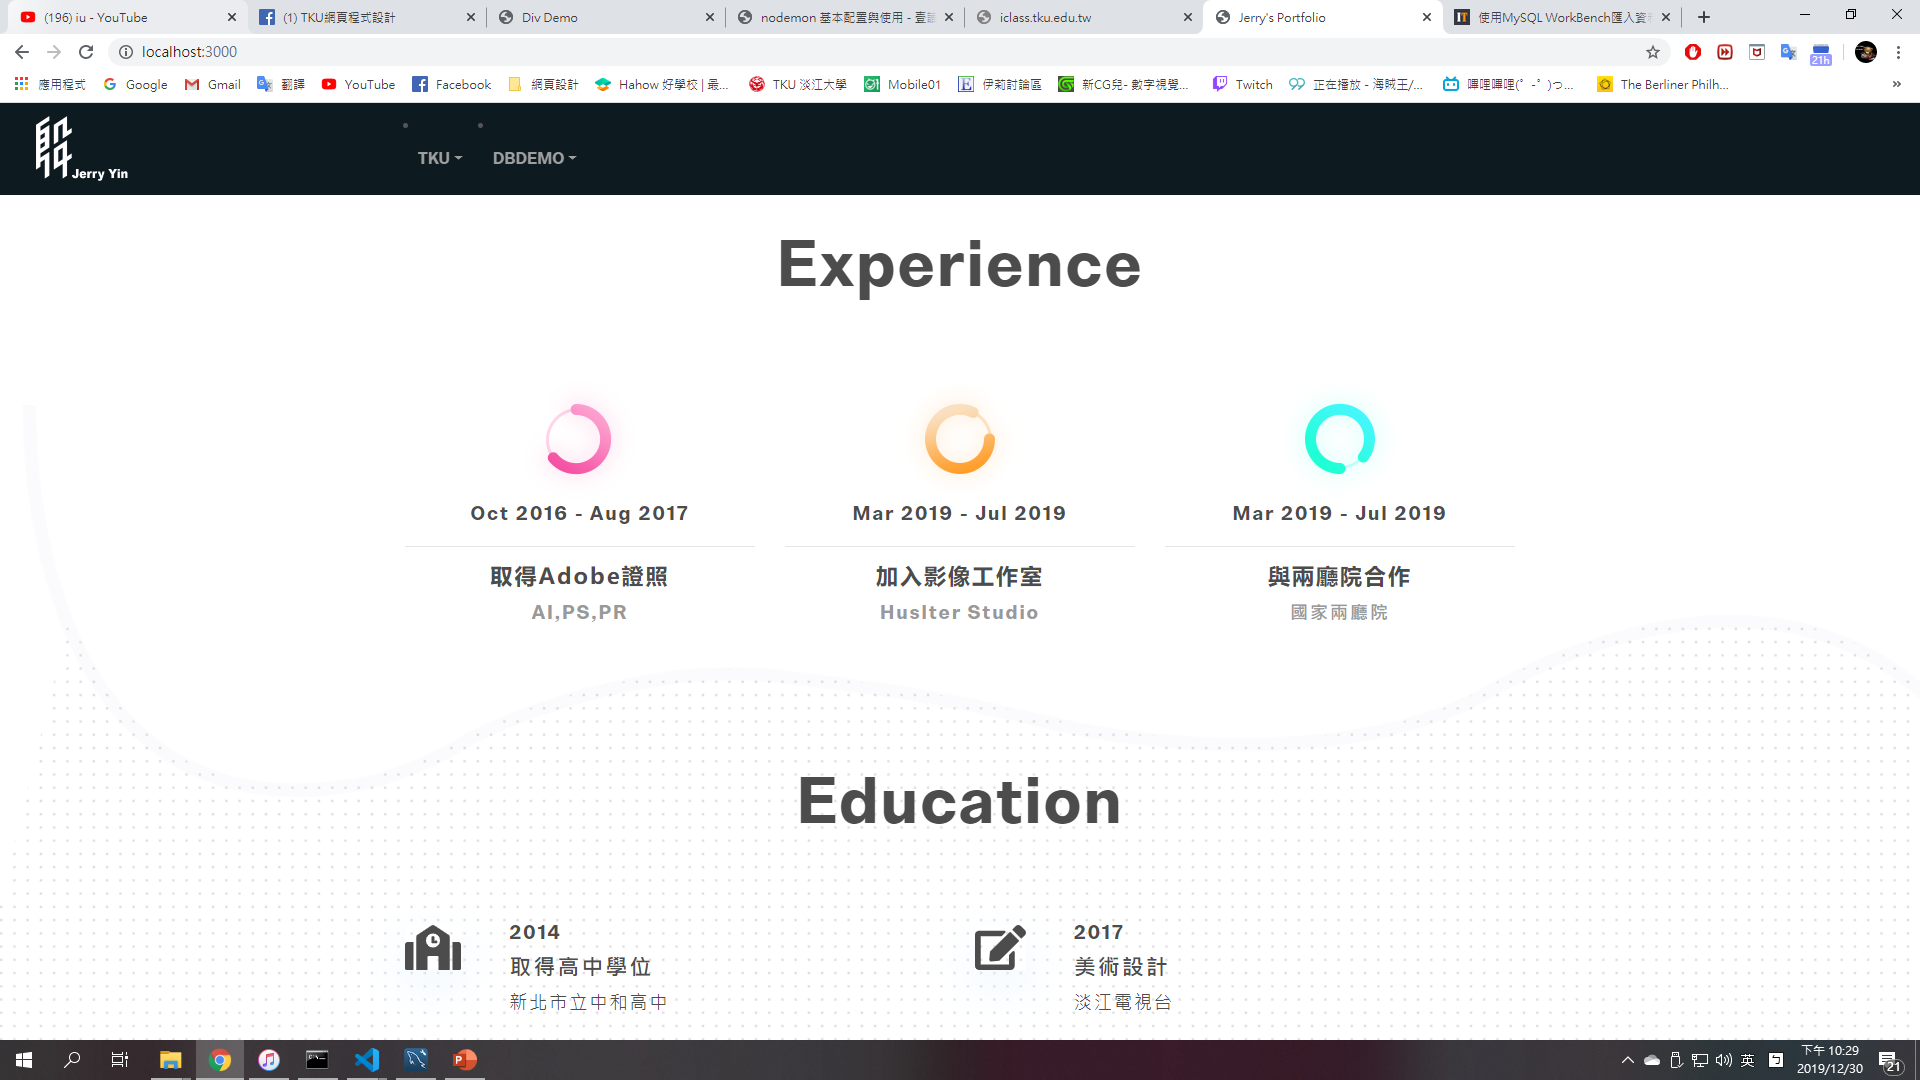 (196) iu - YouTube
(1) TKU網頁程式設計
Div Demo
nodemon 基本配置與使用 - 壹讀
iclass.tku.edu.tw
Jerry's Portfolio
使用MySQL WorkBench匯入資
localhost:3000
21h
應用程式
Google
Gmail
翻譯
YouTube
Facebook
網頁設計
Hahow 好學校 | 最...
TKU 淡江大學
Mobile01
伊莉討論區
新CG兒- 數字視覺...
Twitch
正在播放 - 海賊王/...
嗶哩嗶哩(゜-゜)つ...
The Berliner Philh...
Jerry Yin
TKU
DBDEMO
Experience
Oct 2016 - Aug 2017
取得Adobe證照
AI,PS,PR
Mar 2019 - Jul 2019
加入影像工作室
Huslter Studio
Mar 2019 - Jul 2019
與兩廳院合作
國家兩廳院
Education
2014
取得高中學位
新北市立中和高中
2017
美術設計
淡江電視台
英
下午 10:29
2019/12/30
21